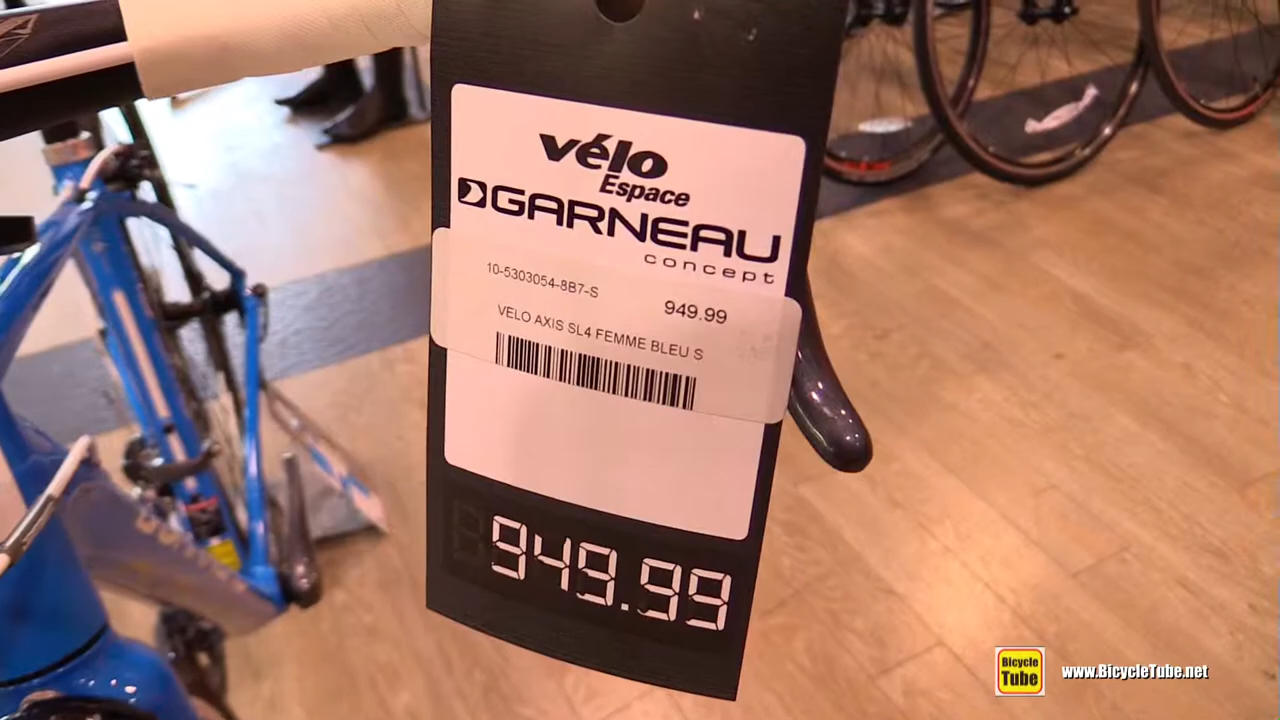 vélo
Espace
GARNEAU
concept
10-5303054-8B7-S 949.99
VELO AXIS SL4 FEMME BLEU S
949.99
Bicycle
Tube
www.BicycleTube.net